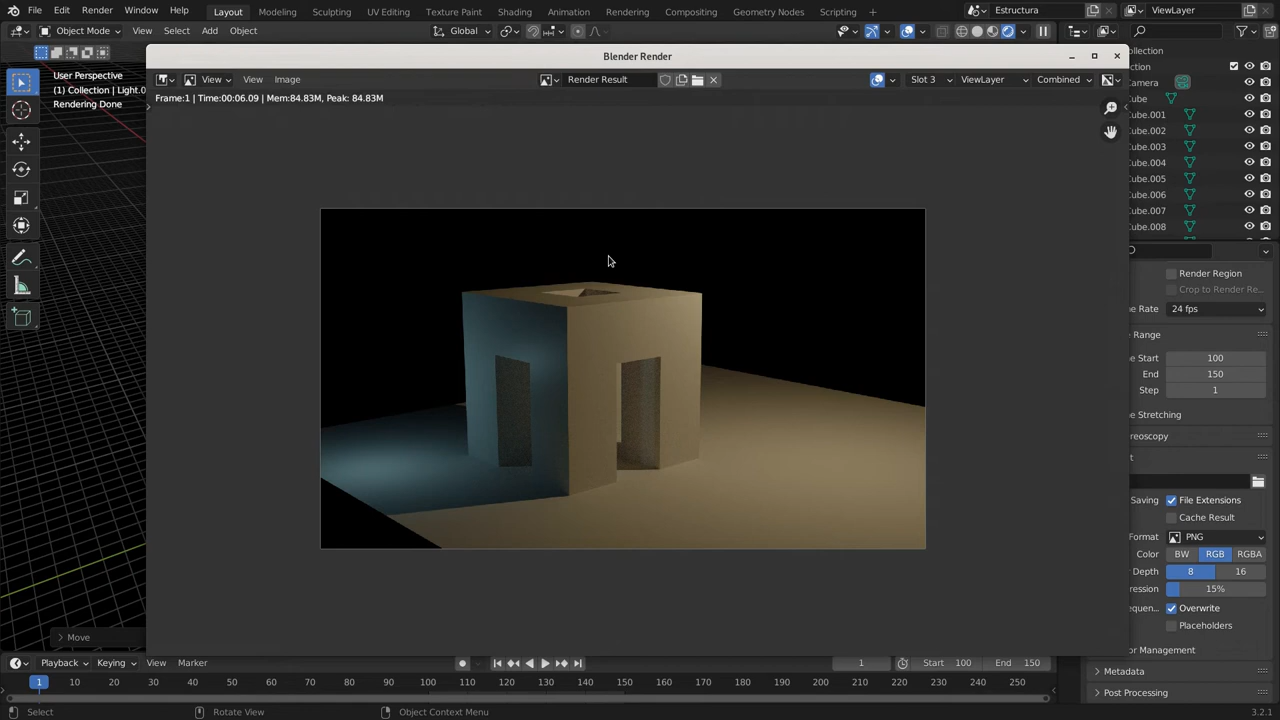 File Edit Render Window Help Layout Modeling Sculpting UV Editing Texture Paint Shading Animation Rendering Compositing Geometry Nodes Scripting + Estructura ViewLayer
Object Mode View Select Add Object Global
Blender Render
View View Image Render Result Slot 3 ViewLayer Combined
Frame:1 | Time:00:06.09 | Mem:84.83M, Peak: 84.83M
User Perspective
(1) Collection | Light.0
Rendering Done
ollection
ction
Camera
Cube
Cube.001
Cube.002
Cube.003
Cube.004
Cube.005
Cube.006
Cube.007
Cube.008
Render Region
Crop to Render Re...
e Rate 24 fps
e Range
e Start 100
End 150
Step 1
e Stretching
eoscopy
t
Saving File Extensions
Cache Result
Format PNG
Color BW RGB RGBA
r Depth 8 16
ression 15%
equen... Overwrite
Placeholders
or Management
Metadata
Post Processing
Move
Playback Keying View Marker 1 Start 100 End 150
1 10 20 30 40 50 60 70 80 90 100 110 120 130 140 150 160 170 180 190 200 210 220 230 240 250
Select Rotate View Object Context Menu 3.2.1